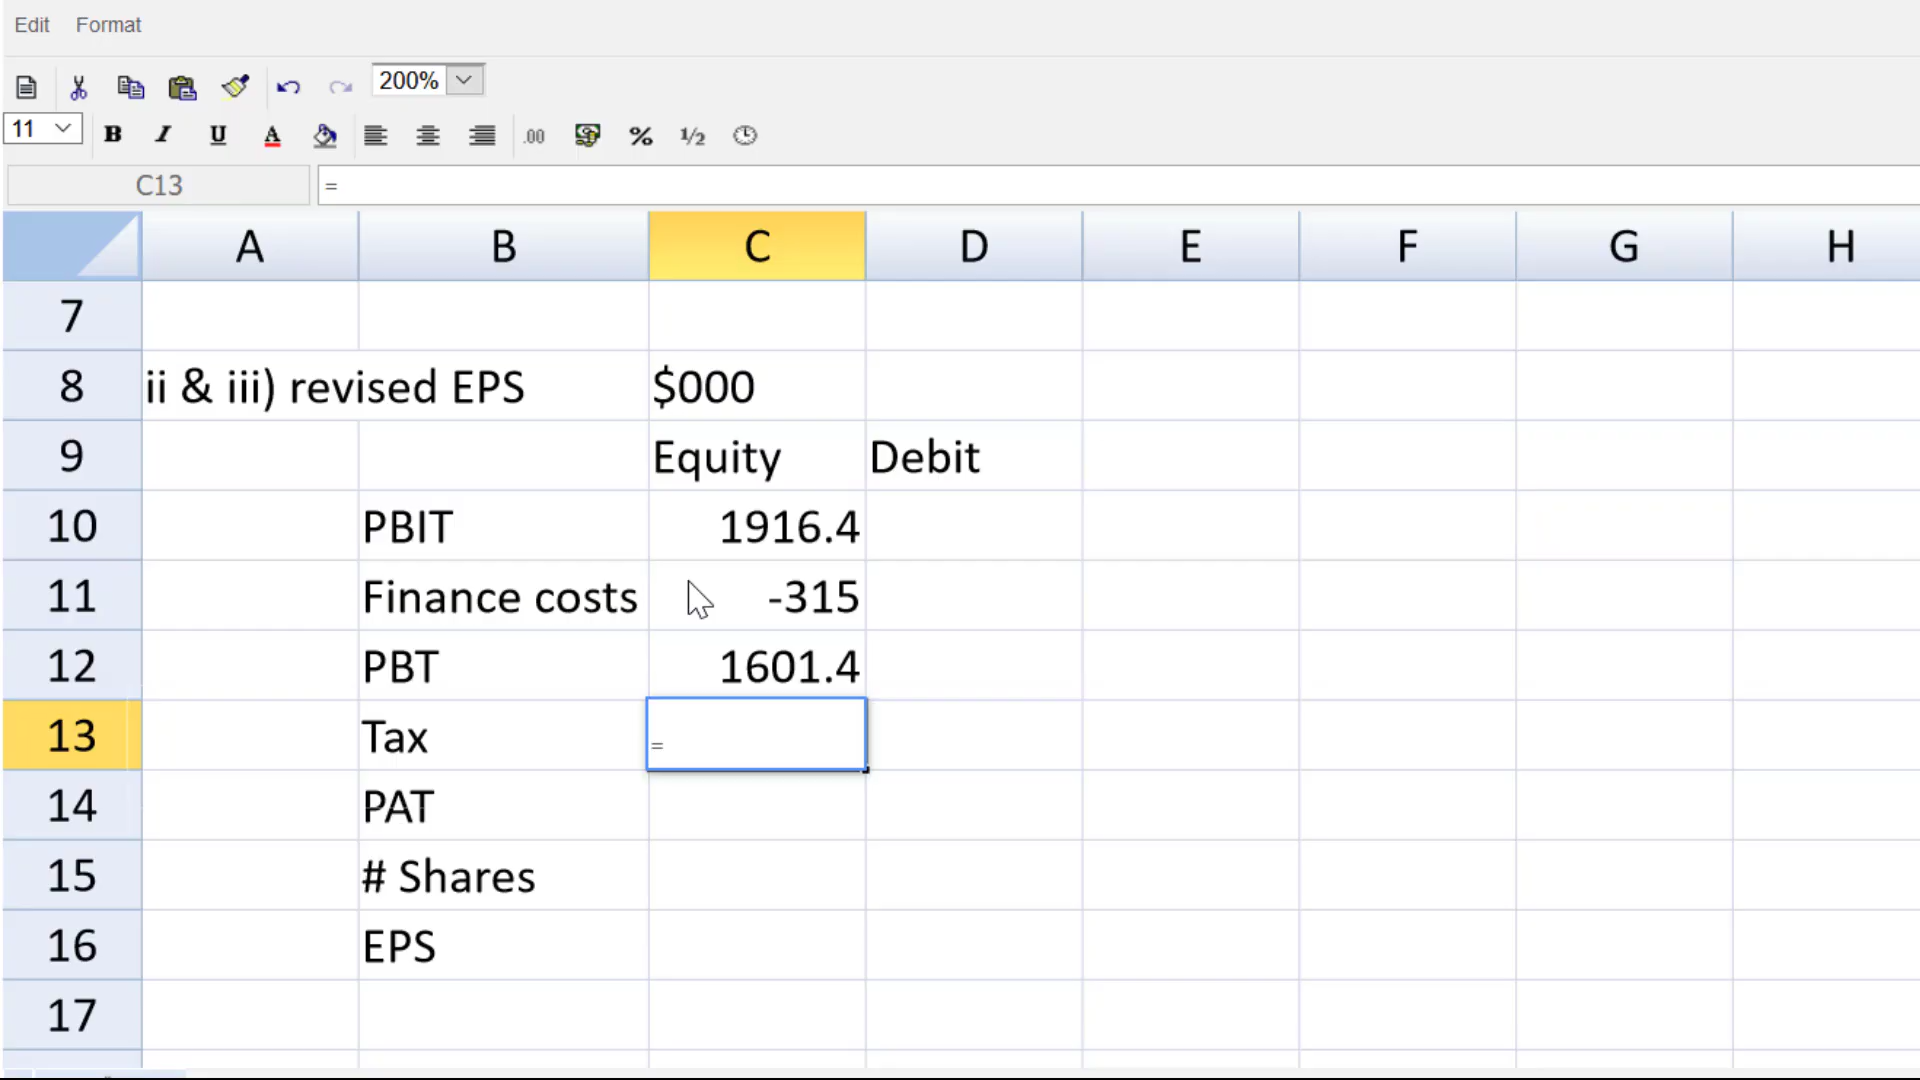 Edit Format
200%
11 B I U A .00 % 1/2
C13 =
A B C D E F G H
7
8 ii & iii) revised EPS $000
9 Equity Debit
10 PBIT 1916.4
11 Finance costs -315
12 PBT 1601.4
13 Tax =
14 PAT
15 # Shares
16 EPS
17